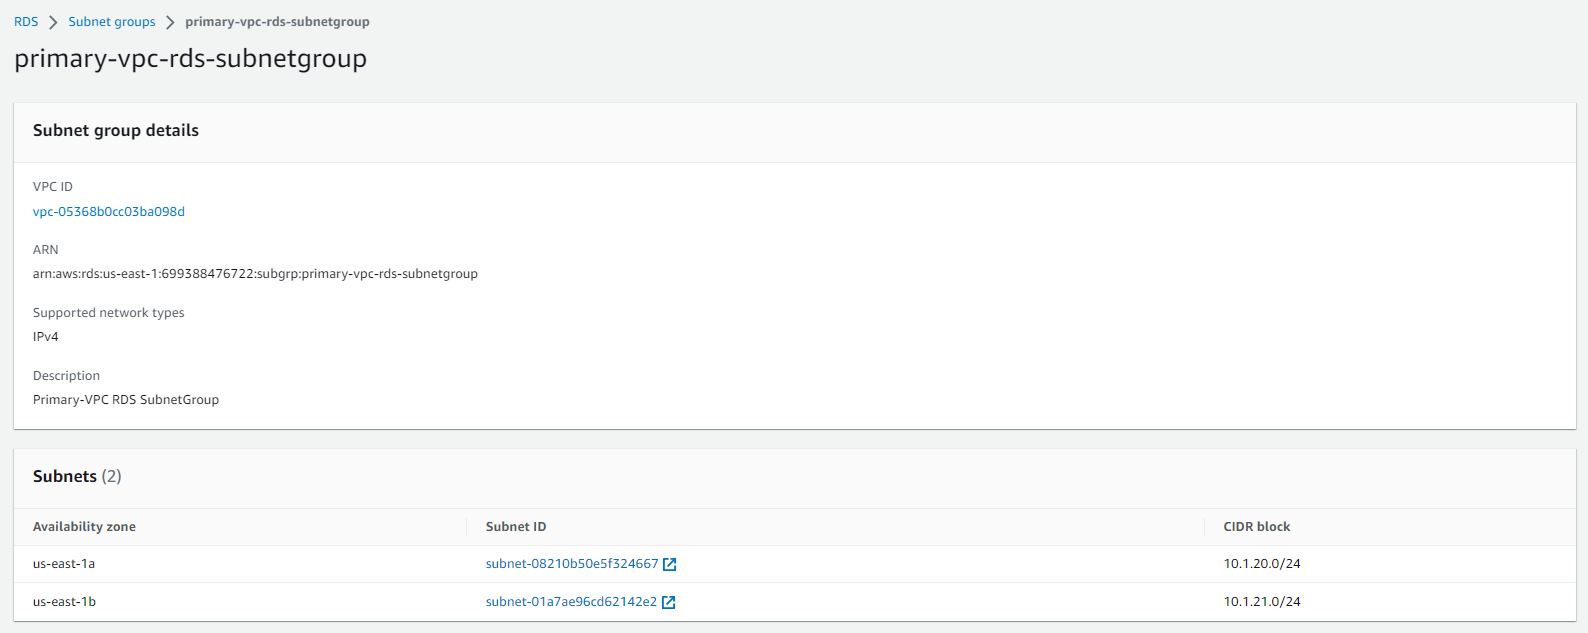 RDS > Subnet groups > primary-vpc-rds-subnetgroup
primary-vpc-rds-subnetgroup
Subnet group details
VPC ID
vpc-05368b0cc03ba098d
ARN
arn:aws:rds:us-east-1:699388476722:subgrp:primary-vpc-rds-subnetgroup
Supported network types
IPv4
Description
Primary-VPC RDS SubnetGroup
Subnets (2)
Availability zone Subnet ID CIDR block
us-east-1a subnet-08210b50e5f324667 10.1.20.0/24
us-east-1b subnet-01a7ae96cd62142e2 10.1.21.0/24